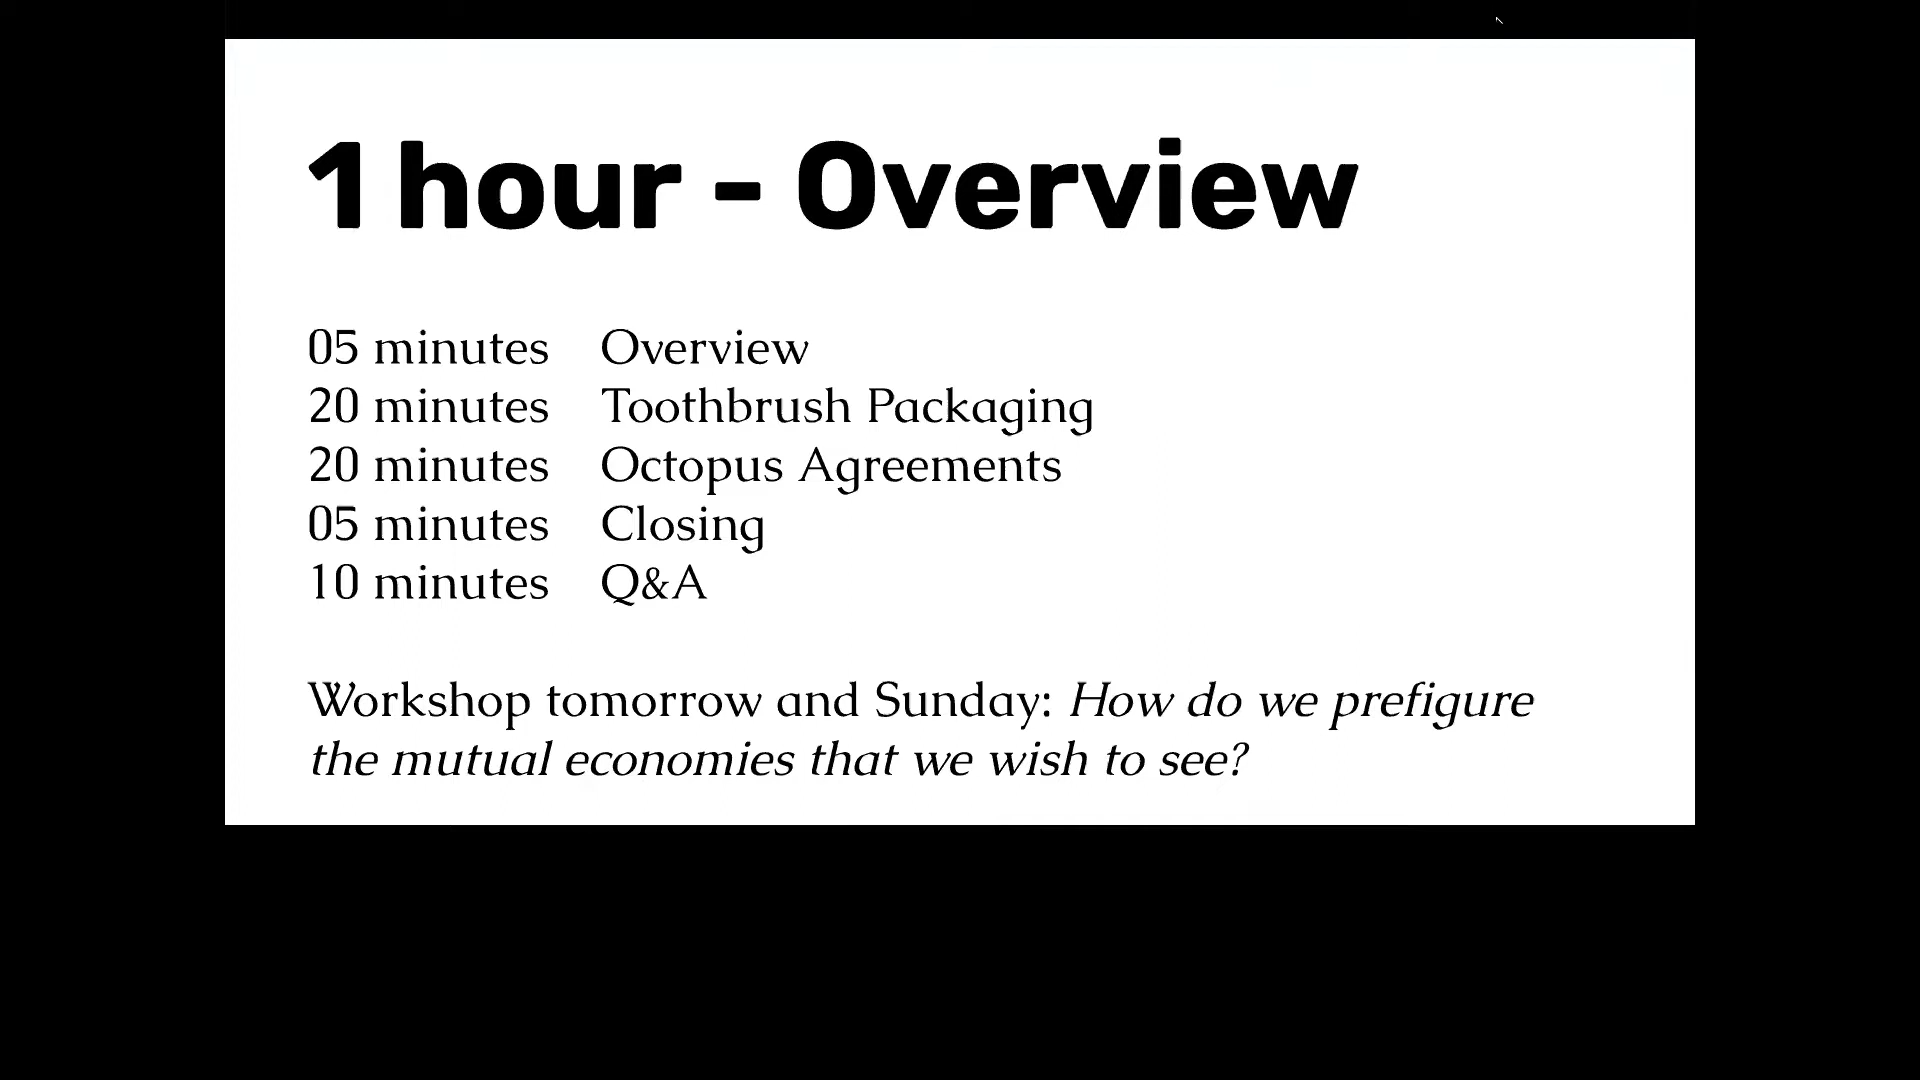 1 hour - Overview
05 minutes Overview
20 minutes Toothbrush Packaging
20 minutes Octopus Agreements
05 minutes Closing
10 minutes Q&A
Workshop tomorrow and Sunday: How do we prefigure
the mutual economies that we wish to see?